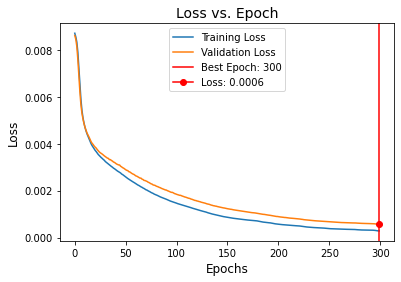 Loss vs. Epoch
Training Loss
Validation Loss
Best Epoch: 300
Loss: 0.0006
Loss
0.008
0.006
0.004
0.002
0.000
0
50
100
150
200
250
300
Epochs